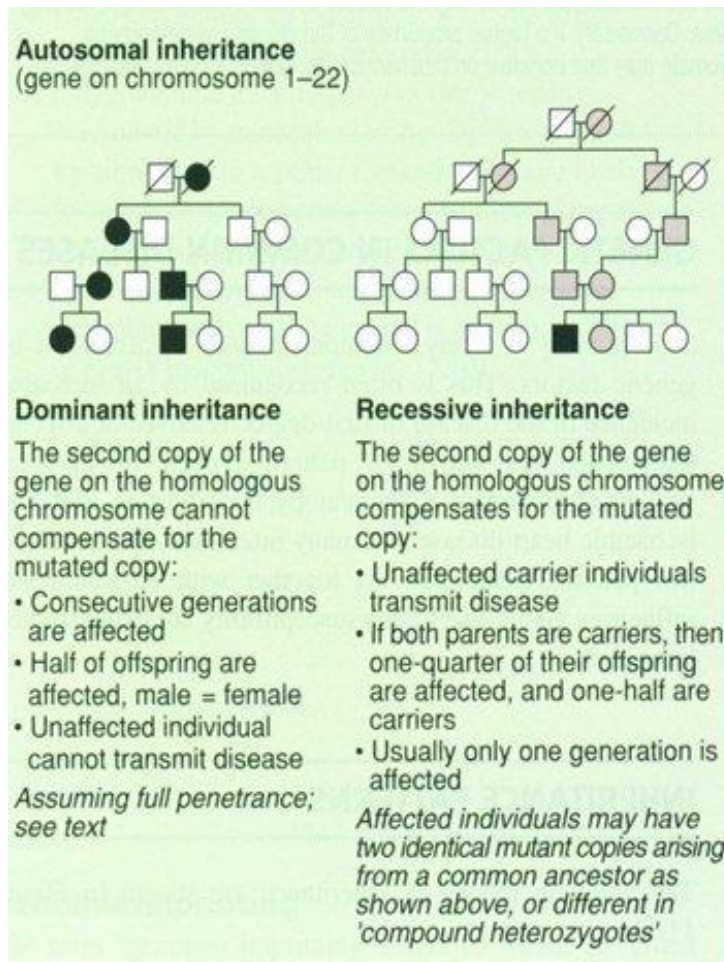 Autosomal inheritance
(gene on chromosome 1–22)
Dominant inheritance
The second copy of the
gene on the homologous
chromosome cannot
compensate for the
mutated copy:
• Consecutive generations
are affected
• Half of offspring are
affected, male = female
• Unaffected individual
cannot transmit disease
Assuming full penetrance;
see text
Recessive inheritance
The second copy of the gene
on the homologous chromosome
compensates for the mutated
copy:
• Unaffected carrier individuals
transmit disease
• If both parents are carriers, then
one-quarter of their offspring
are affected, and one-half are
carriers
• Usually only one generation is
affected
Affected individuals may have
two identical mutant copies arising
from a common ancestor as
shown above, or different in
'compound heterozygotes'